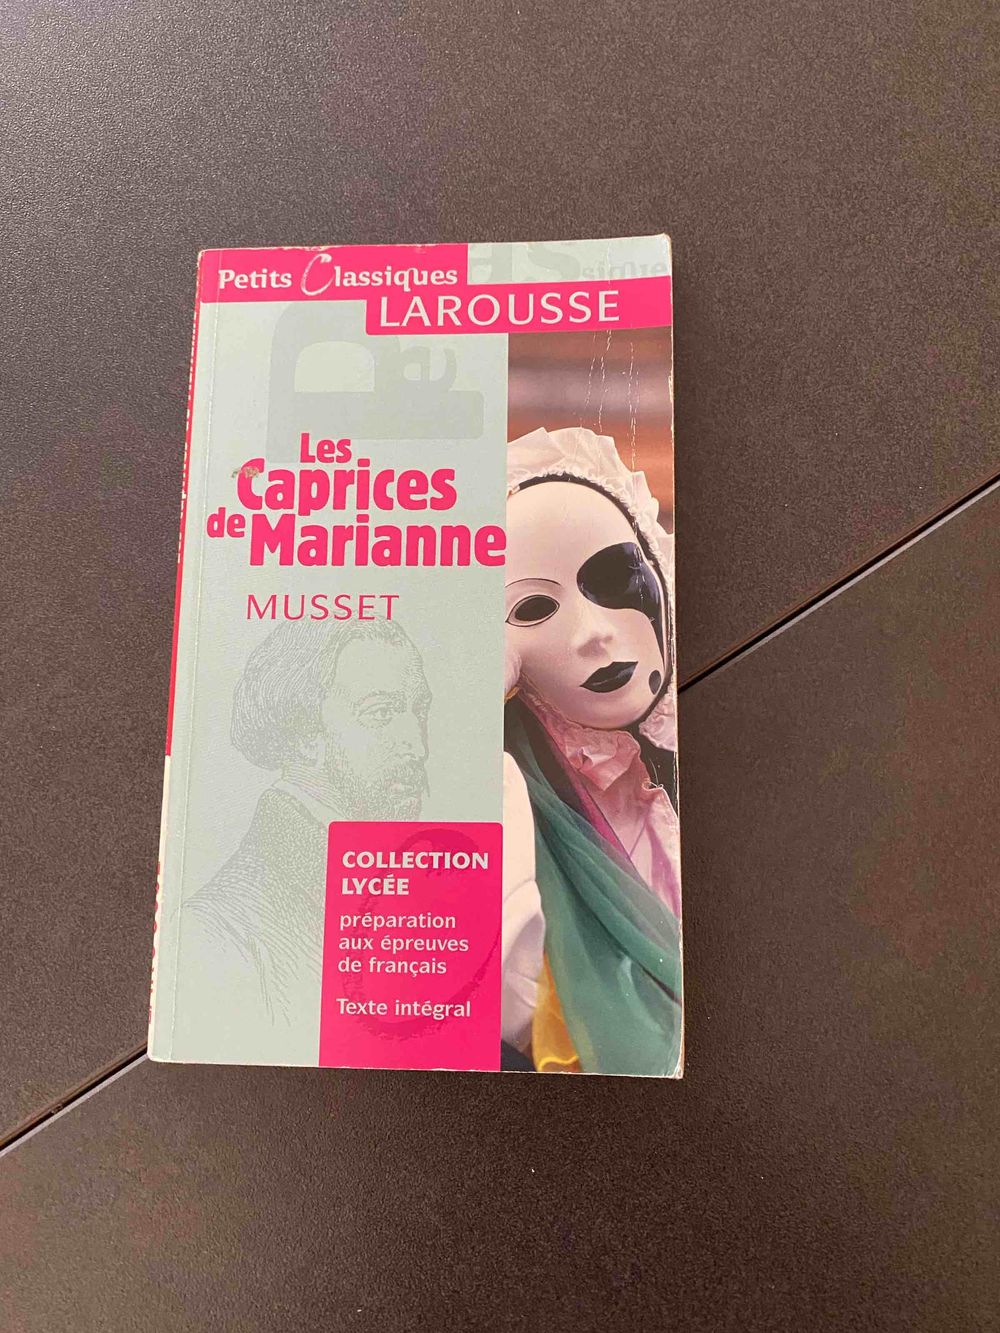 Petits Classiques
LAROUSSE
Les
Caprices
de Marianne
MUSSET
COLLECTION
LYCÉE
préparation
aux épreuves
de français
Texte intégral